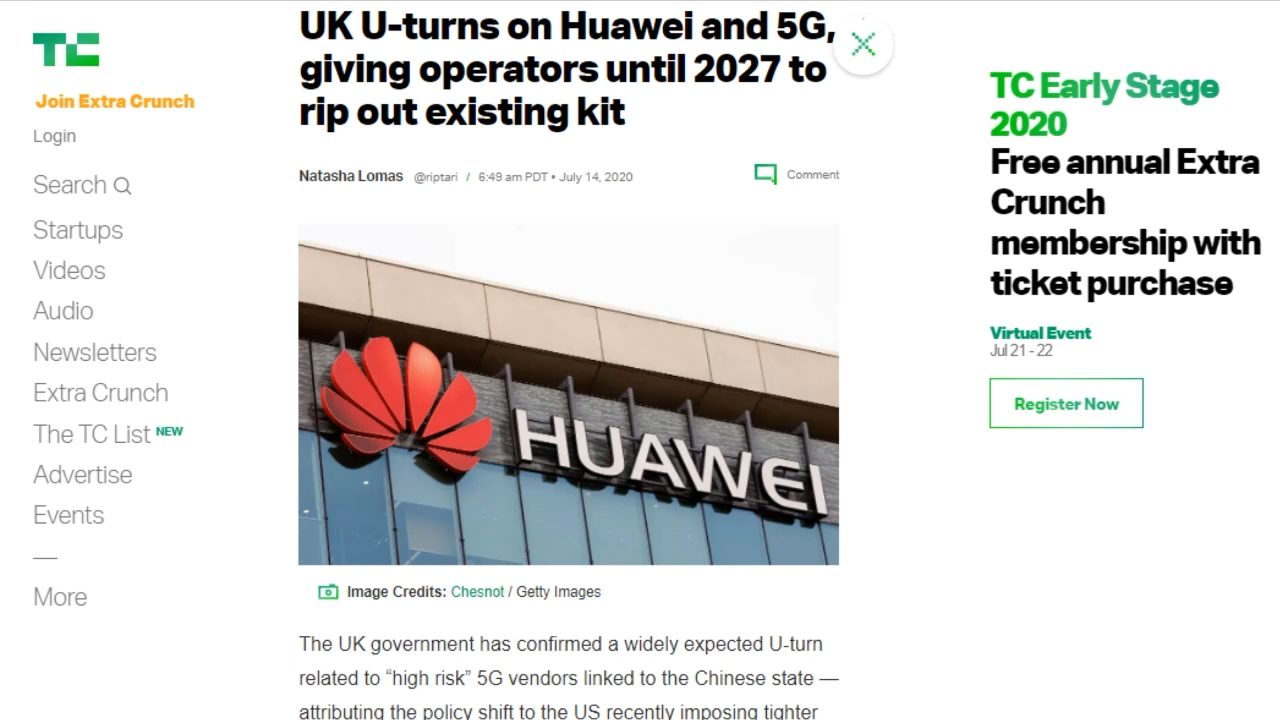 TC
Join Extra Crunch
Login
Search
Startups
Videos
Audio
Newsletters
Extra Crunch
The TC List NEW
Advertise
Events
—
More
UK U-turns on Huawei and 5G,
giving operators until 2027 to
rip out existing kit
Natasha Lomas @riptari / 6:49 am PDT • July 14, 2020
Comment
HUAWEI
Image Credits: Chesnot / Getty Images
The UK government has confirmed a widely expected U-turn
related to “high risk” 5G vendors linked to the Chinese state —
attributing the policy shift to the US recently imposing tighter
TC Early Stage
2020
Free annual Extra
Crunch
membership with
ticket purchase
Virtual Event
Jul 21 - 22
Register Now